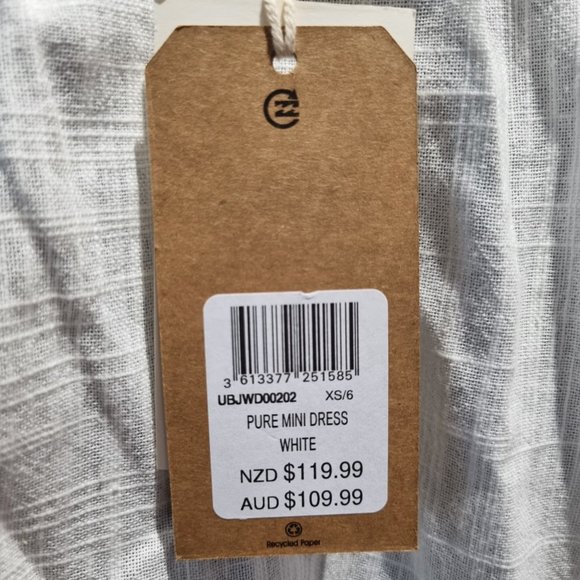 3 613377 251585
UBJWD00202 XS/6
PURE MINI DRESS
WHITE
NZD $119.99
AUD $109.99
Recycled Paper